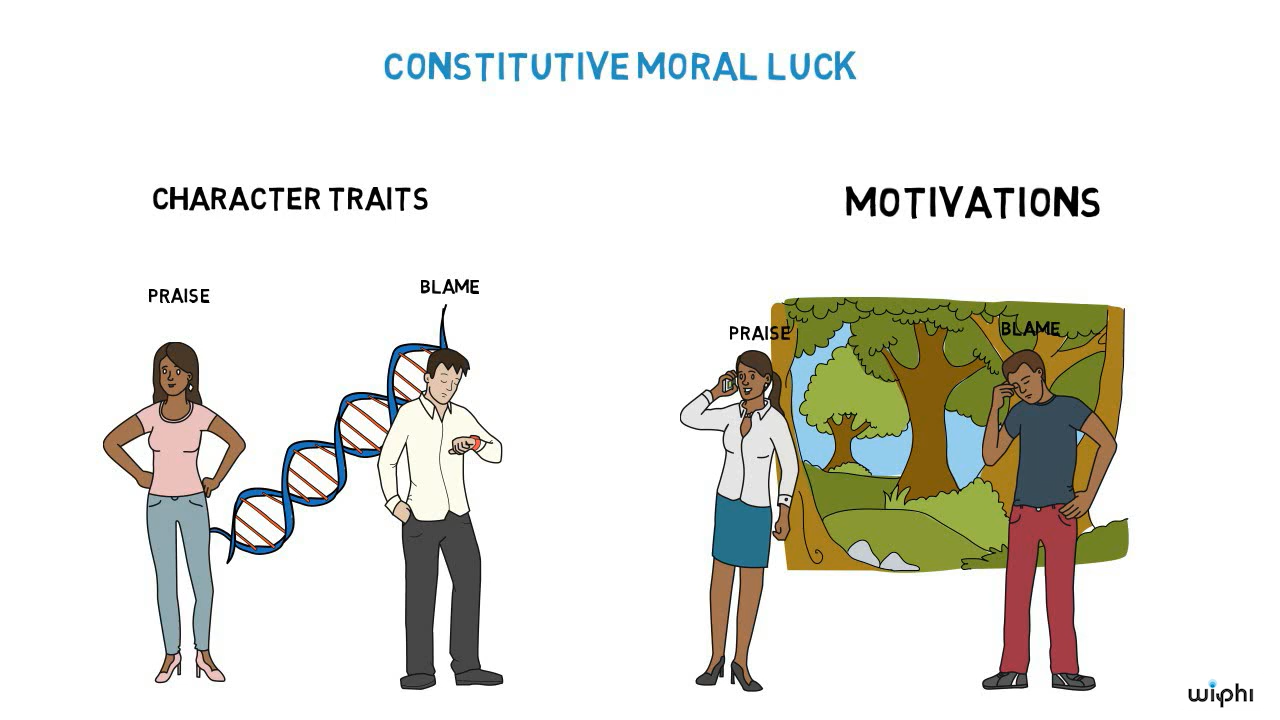 CONSTITUTIVE MORAL LUCK
CHARACTER TRAITS
MOTIVATIONS
PRAISE
BLAME
PRAISE
BLAME
wiphi